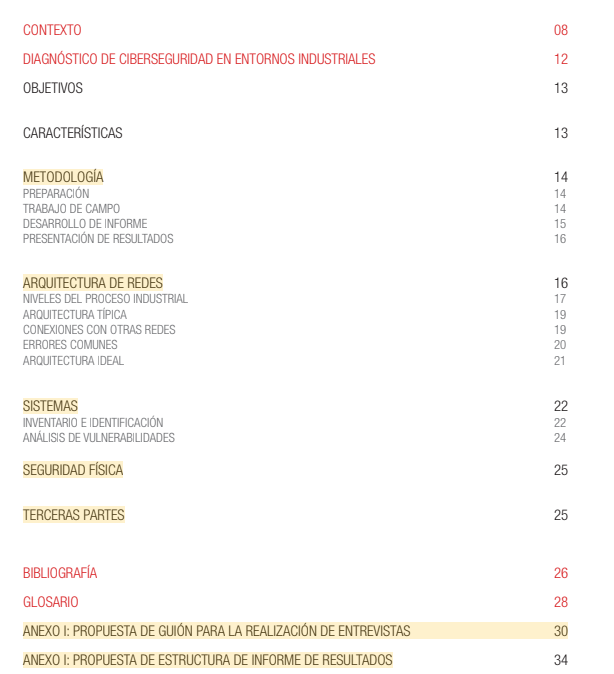 CONTEXTO 08
DIAGNÓSTICO DE CIBERSEGURIDAD EN ENTORNOS INDUSTRIALES 12
OBJETIVOS 13
CARACTERÍSTICAS 13
METODOLOGÍA 14
PREPARACIÓN 14
TRABAJO DE CAMPO 14
DESARROLLO DE INFORME 15
PRESENTACIÓN DE RESULTADOS 16
ARQUITECTURA DE REDES 16
NIVELES DEL PROCESO INDUSTRIAL 17
ARQUITECTURA TÍPICA 19
CONEXIONES CON OTRAS REDES 19
ERRORES COMUNES 20
ARQUITECTURA IDEAL 21
SISTEMAS 22
INVENTARIO E IDENTIFICACIÓN 22
ANÁLISIS DE VULNERABILIDADES 24
SEGURIDAD FÍSICA 25
TERCERAS PARTES 25
BIBLIOGRAFÍA 26
GLOSARIO 28
ANEXO I: PROPUESTA DE GUIÓN PARA LA REALIZACIÓN DE ENTREVISTAS 30
ANEXO I: PROPUESTA DE ESTRUCTURA DE INFORME DE RESULTADOS 34